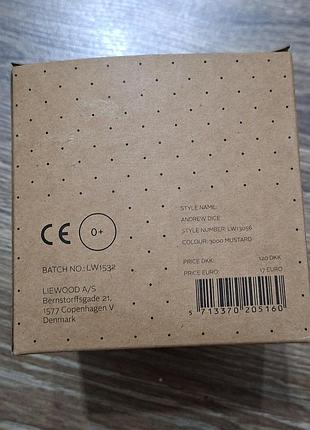 CE
0+
BATCH NO.: LW1532
LIEWOOD A/S
Bernstorffsgade 21,
1577 Copenhagen V
Denmark
STYLE NAME:
ANDREW DICE
STYLE NUMBER: LW13056
COLOUR: 3000 MUSTARD
PRICE DKK: 120 DKK
PRICE EURO: 17 EURO
5 713370 205160